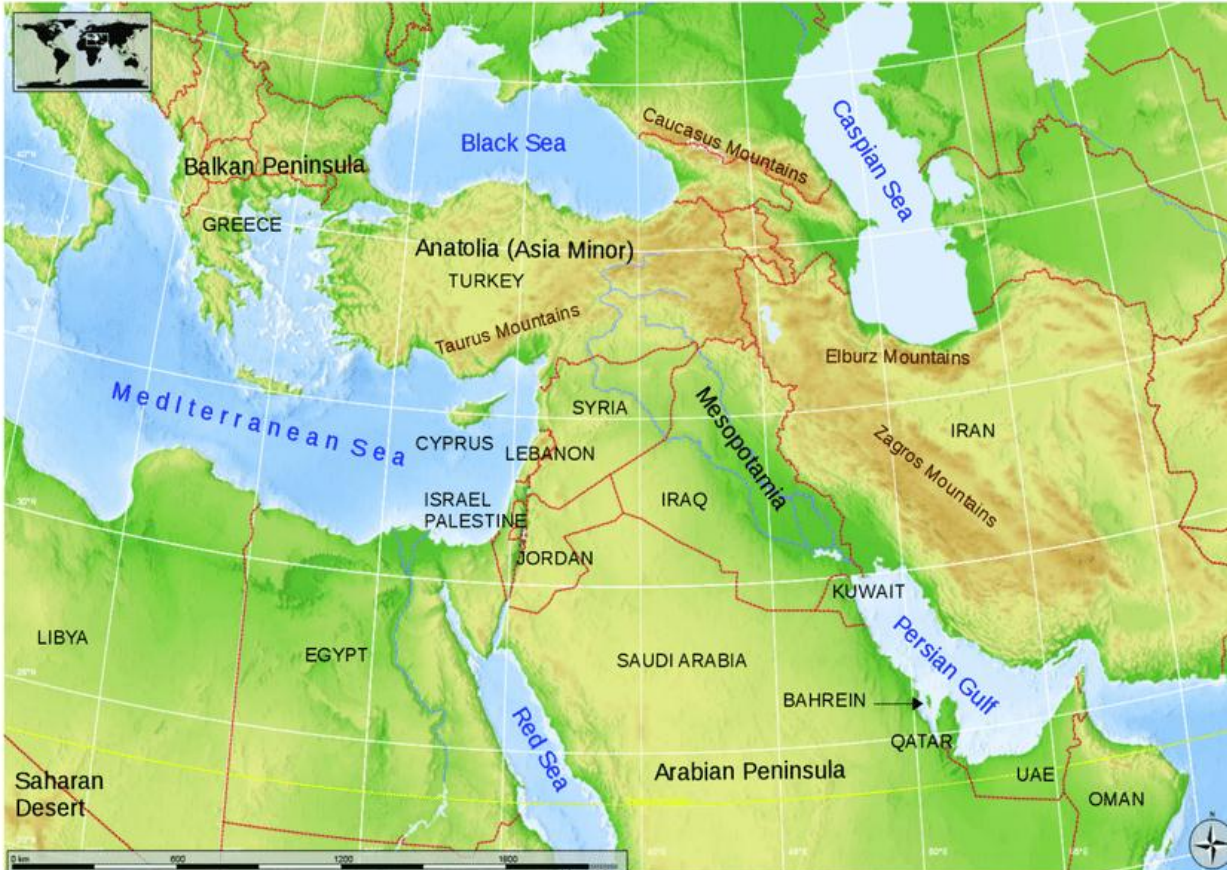 Black Sea
Caucasus Mountains
Caspian Sea
Balkan Peninsula
GREECE
Anatolia (Asia Minor)
TURKEY
Taurus Mountains
Elburz Mountains
Mediterranean Sea
SYRIA
Mesopotamia
IRAN
CYPRUS
LEBANON
Zagros Mountains
ISRAEL
PALESTINE
IRAQ
JORDAN
KUWAIT
LIBYA
EGYPT
SAUDI ARABIA
Persian Gulf
BAHREIN
Red Sea
QATAR
Saharan
Desert
Arabian Peninsula
UAE
OMAN
0 km 600 1200 1800
N